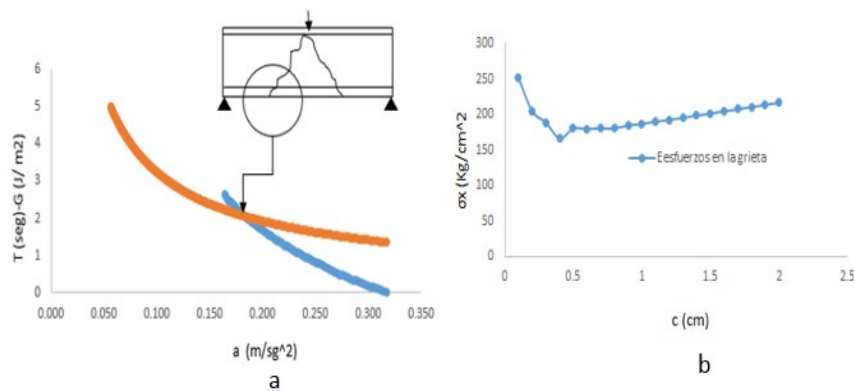 T (seg)-G (J/ m2)
6
5
4
3
2
1
0
0.000 0.050 0.100 0.150 0.200 0.250 0.300 0.350
a (m/sg^2)
a
σx (Kg/cm^2
300
250
200
150
100
50
0
Eesfuerzos en la grieta
0 0.5 1 1.5 2 2.5
c (cm)
b